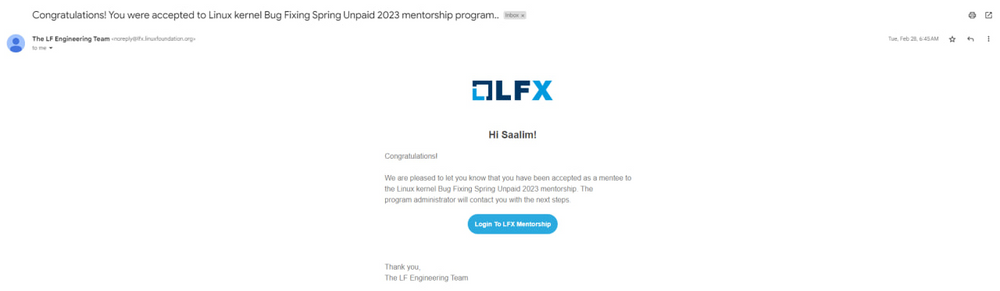 Congratulations! You were accepted to Linux kernel Bug Fixing Spring Unpaid 2023 mentorship program.. Inbox x
The LF Engineering Team <noreply@lfx.linuxfoundation.org> Tue, Feb 28, 6:43 AM
to me
LFX
Hi Saalim!
Congratulations!
We are pleased to let you know that you have been accepted as a mentee to
the Linux kernel Bug Fixing Spring Unpaid 2023 mentorship. The
program administrator will contact you with the next steps.
Login To LFX Mentorship
Thank you,
The LF Engineering Team